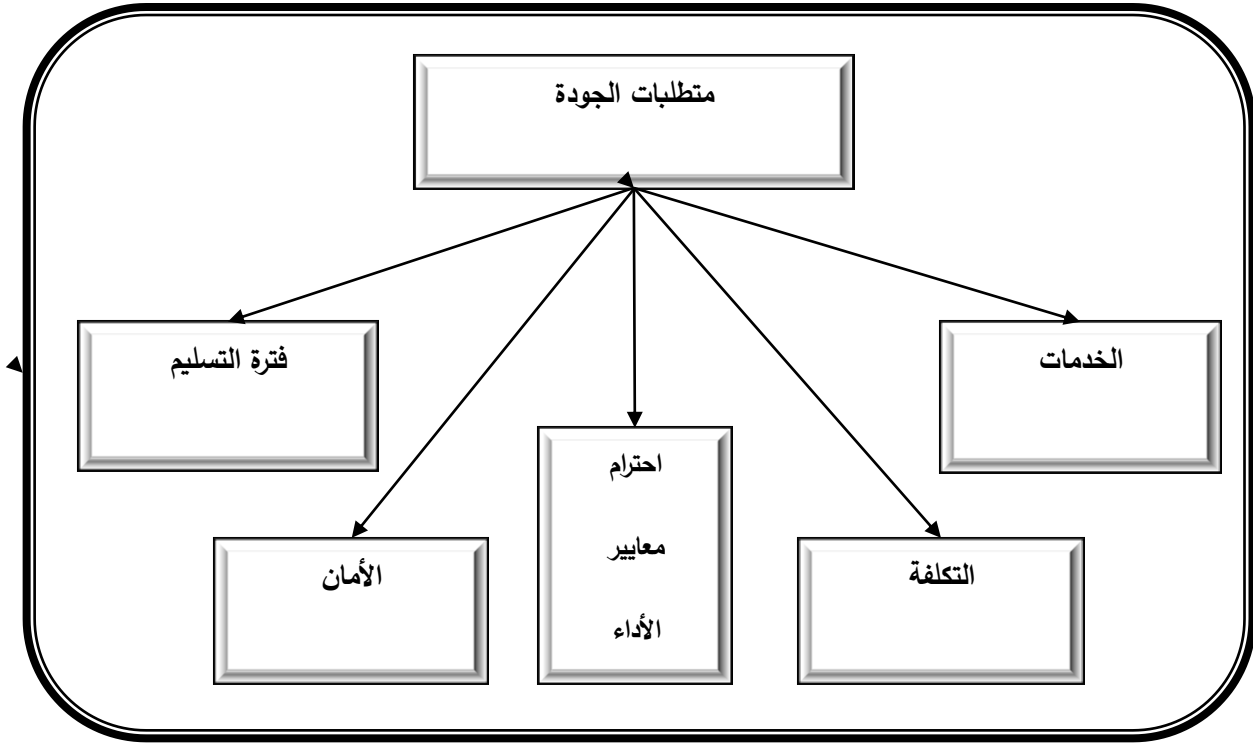 متطلبات الجودة
الخدمات
فترة التسليم
احترام
معايير
الأداء
التكلفة
الأمان